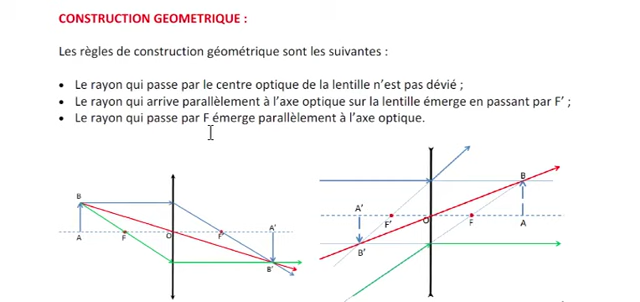 CONSTRUCTION GEOMETRIQUE :
Les règles de construction géométrique sont les suivantes :
• Le rayon qui passe par le centre optique de la lentille n'est pas dévié ;
• Le rayon qui arrive parallèlement à l'axe optique sur la lentille émerge en passant par F' ;
• Le rayon qui passe par F émerge parallèlement à l'axe optique.
B
A
F
O
F'
A'
B'
A'
F'
B'
O
F
B
A